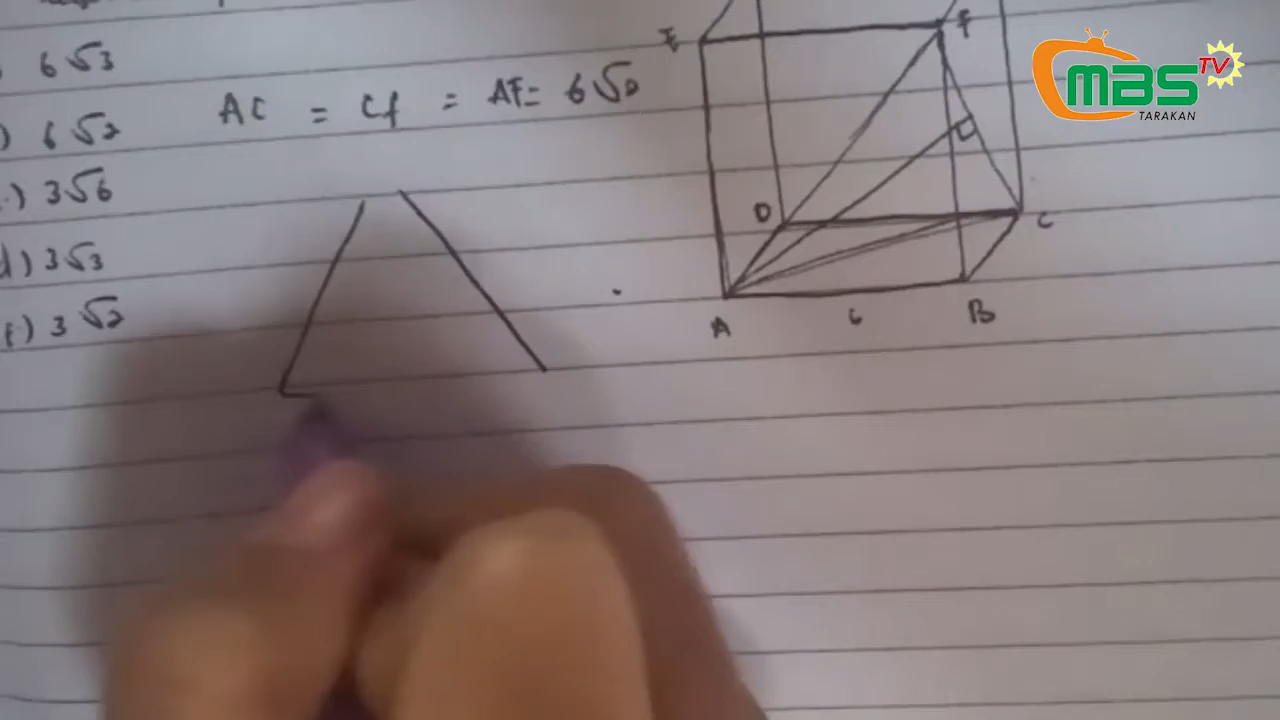 6√3
AC = Cf = AF = 6√2
) 6√2
c.) 3√6
d) 3√3
3√2
E F
D C
A 6 B
MBS TV
TARAKAN